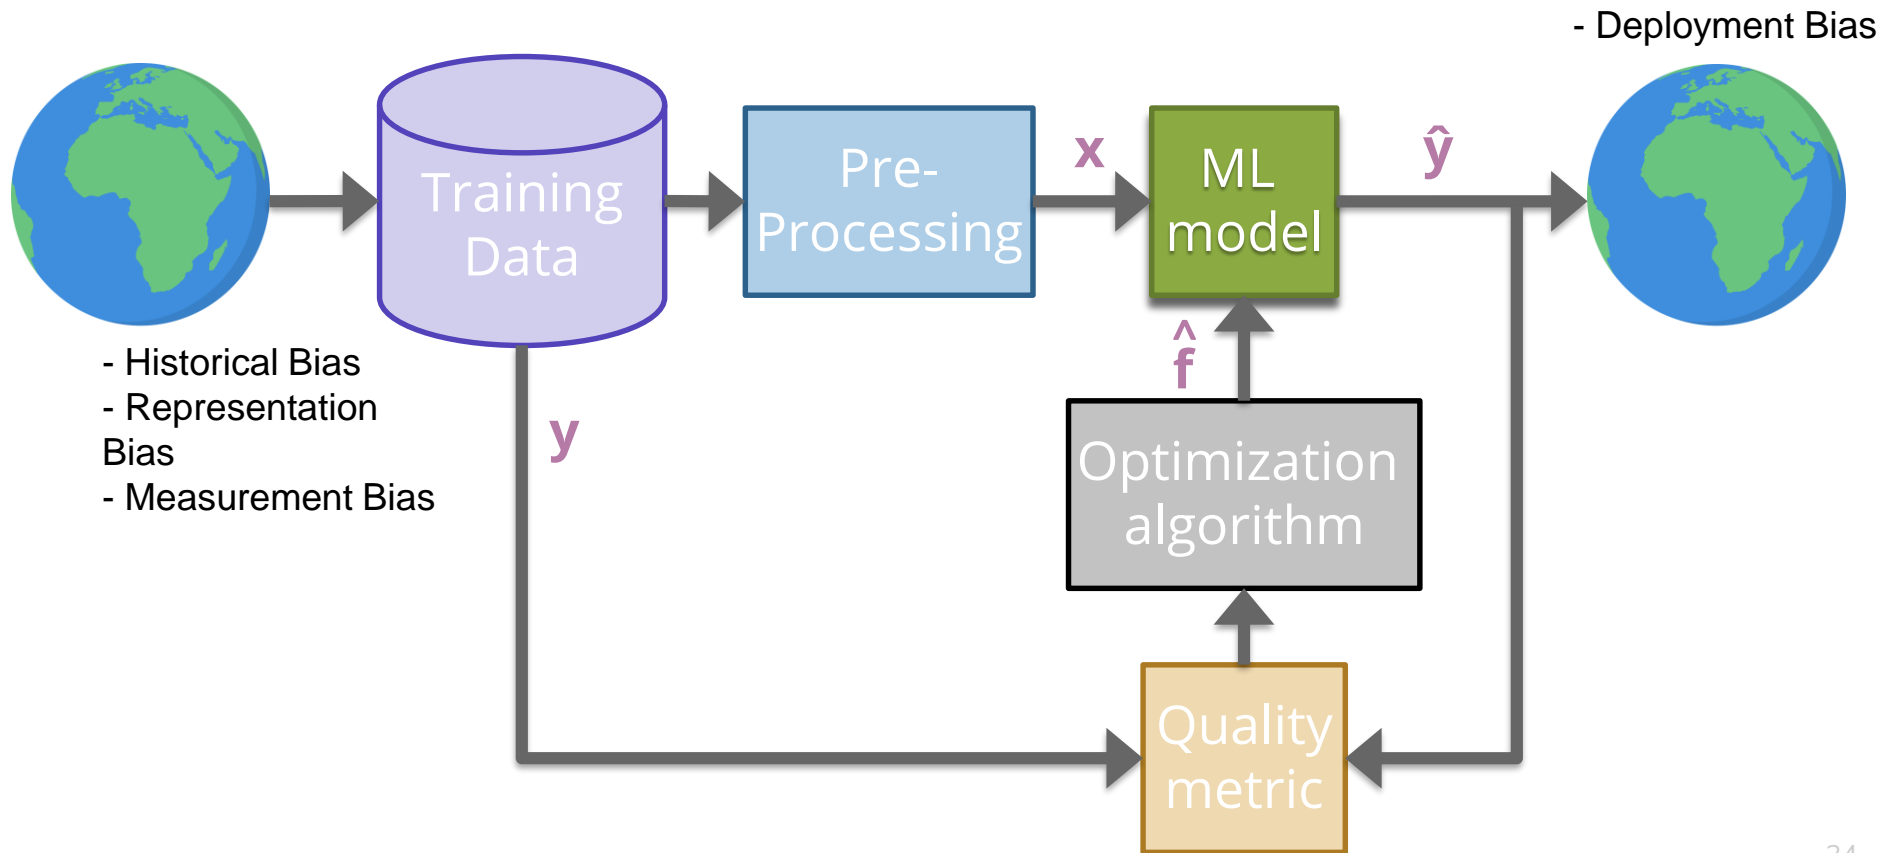 - Deployment Bias
Training
Data
Pre-
Processing
x
ML
model
ŷ
- Historical Bias
- Representation
Bias
- Measurement Bias
y
f̂
Optimization
algorithm
Quality
metric